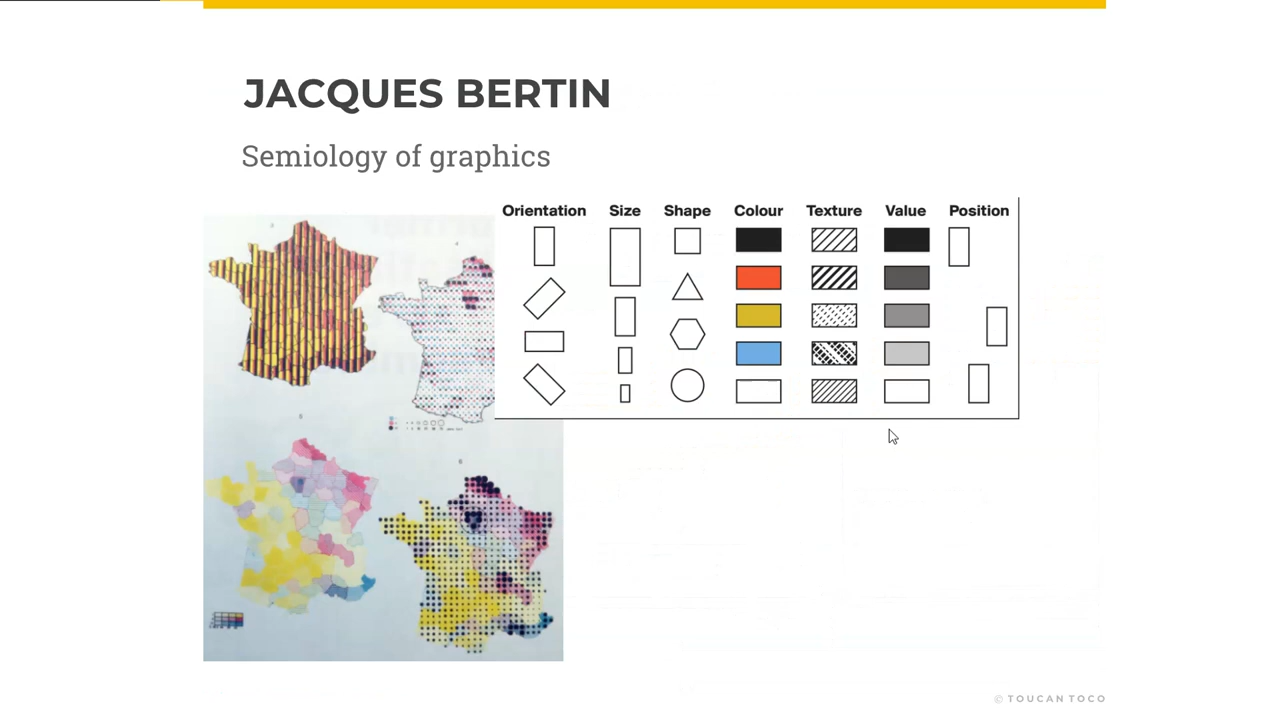 JACQUES BERTIN
Semiology of graphics
Orientation Size Shape Colour Texture Value Position
© TOUCAN TOCO